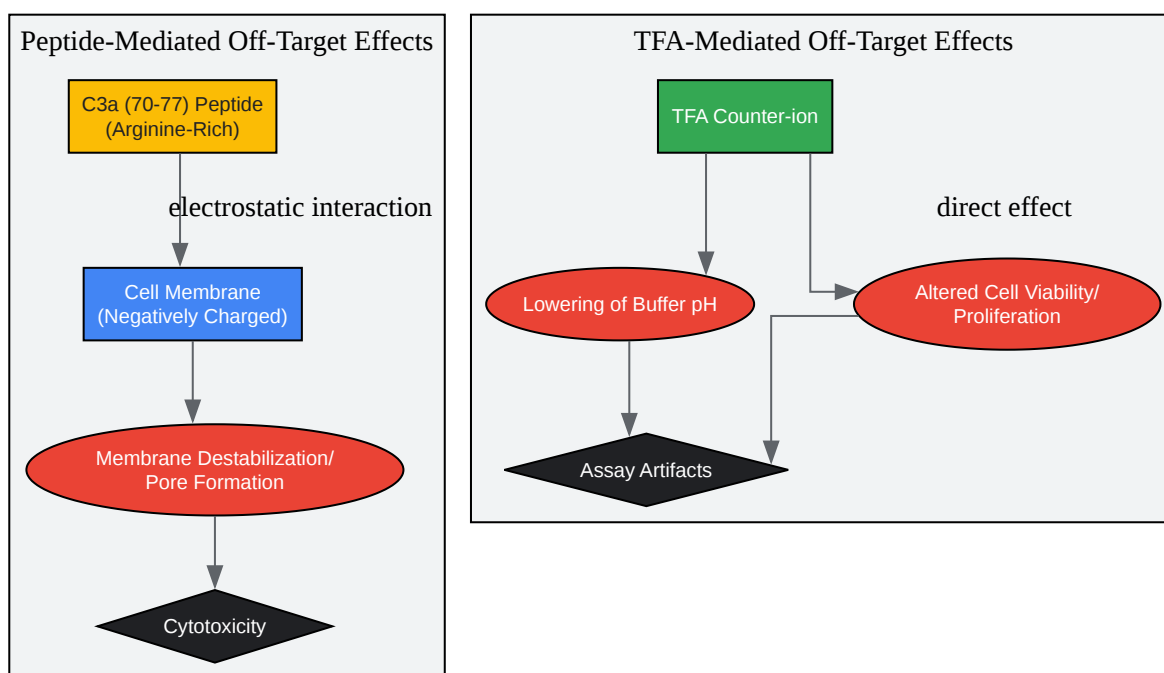 Peptide-Mediated Off-Target Effects
C3a (70-77) Peptide
(Arginine-Rich)
electrostatic interaction
Cell Membrane
(Negatively Charged)
Membrane Destabilization/
Pore Formation
Cytotoxicity
TFA-Mediated Off-Target Effects
TFA Counter-ion
direct effect
Lowering of Buffer pH
Altered Cell Viability/
Proliferation
Assay Artifacts